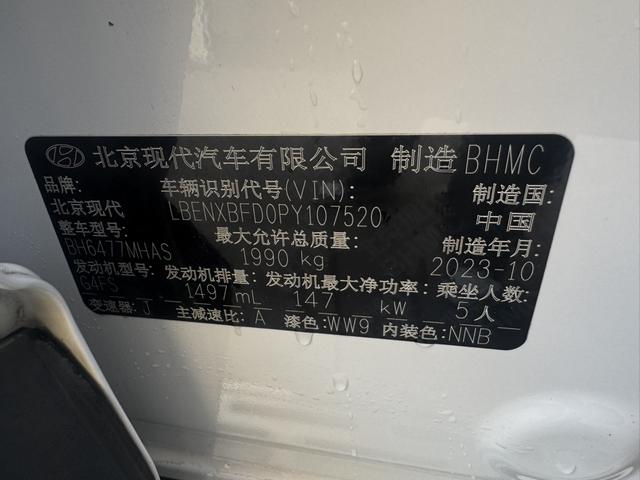 北京现代汽车有限公司 制造 BHMC
品牌: 车辆识别代号(VIN): 制造国:
北京现代 LBENXBFD0PY107520 中国
整车型号: 最大允许总质量: 制造年月:
BH6477MHAS 1990 kg 2023-10
发动机型号: 发动机排量: 发动机最大净功率: 乘坐人数:
G4FS 1497 mL 147 kW 5 人
变速器: J 主减速比: A 漆色: WW9 内装色: NNB